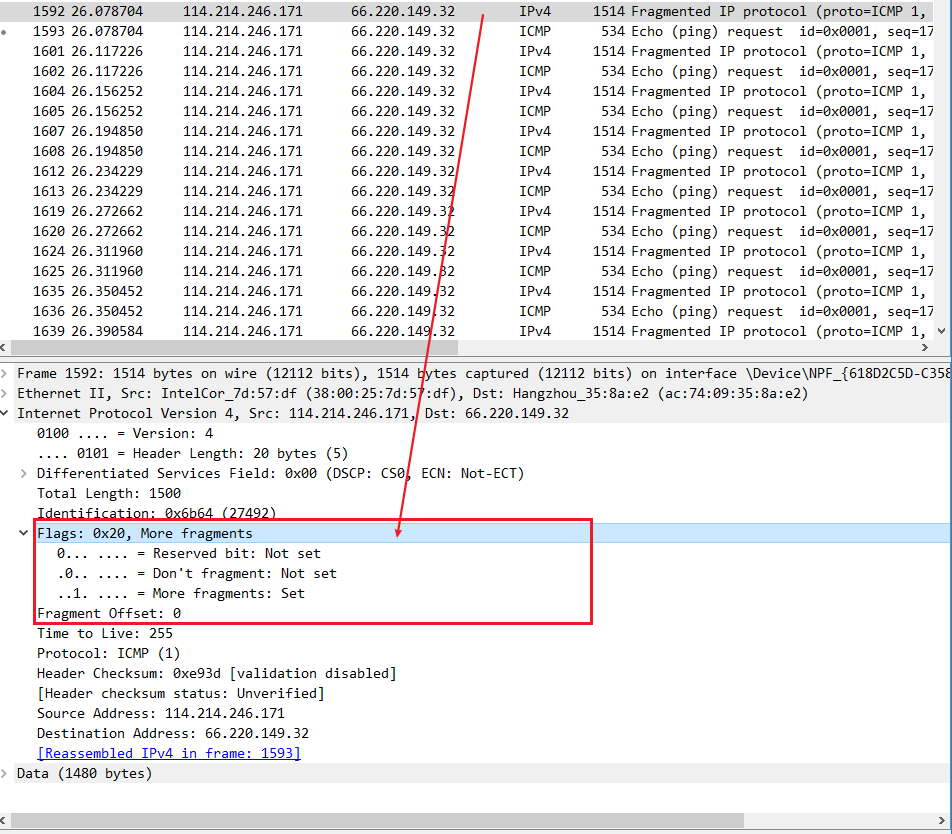 1592 26.078704 114.214.246.171 66.220.149.32 IPv4 1514 Fragmented IP protocol (proto=ICMP 1,
1593 26.078704 114.214.246.171 66.220.149.32 ICMP 534 Echo (ping) request id=0x0001, seq=17
1601 26.117226 114.214.246.171 66.220.149.32 IPv4 1514 Fragmented IP protocol (proto=ICMP 1,
1602 26.117226 114.214.246.171 66.220.149.32 ICMP 534 Echo (ping) request id=0x0001, seq=17
1604 26.156252 114.214.246.171 66.220.149.32 IPv4 1514 Fragmented IP protocol (proto=ICMP 1,
1605 26.156252 114.214.246.171 66.220.149.32 ICMP 534 Echo (ping) request id=0x0001, seq=17
1607 26.194850 114.214.246.171 66.220.149.32 IPv4 1514 Fragmented IP protocol (proto=ICMP 1,
1608 26.194850 114.214.246.171 66.220.149.32 ICMP 534 Echo (ping) request id=0x0001, seq=17
1612 26.234229 114.214.246.171 66.220.149.32 IPv4 1514 Fragmented IP protocol (proto=ICMP 1,
1613 26.234229 114.214.246.171 66.220.149.32 ICMP 534 Echo (ping) request id=0x0001, seq=17
1619 26.272662 114.214.246.171 66.220.149.32 IPv4 1514 Fragmented IP protocol (proto=ICMP 1,
1620 26.272662 114.214.246.171 66.220.149.32 ICMP 534 Echo (ping) request id=0x0001, seq=17
1624 26.311960 114.214.246.171 66.220.149.32 IPv4 1514 Fragmented IP protocol (proto=ICMP 1,
1625 26.311960 114.214.246.171 66.220.149.32 ICMP 534 Echo (ping) request id=0x0001, seq=17
1635 26.350452 114.214.246.171 66.220.149.32 IPv4 1514 Fragmented IP protocol (proto=ICMP 1,
1636 26.350452 114.214.246.171 66.220.149.32 ICMP 534 Echo (ping) request id=0x0001, seq=17
1639 26.390584 114.214.246.171 66.220.149.32 IPv4 1514 Fragmented IP protocol (proto=ICMP 1,
Frame 1592: 1514 bytes on wire (12112 bits), 1514 bytes captured (12112 bits) on interface \Device\NPF_{618D2C5D-C358
Ethernet II, Src: IntelCor_7d:57:df (38:00:25:7d:57:df), Dst: Hangzhou_35:8a:e2 (ac:74:09:35:8a:e2)
Internet Protocol Version 4, Src: 114.214.246.171, Dst: 66.220.149.32
0100 .... = Version: 4
.... 0101 = Header Length: 20 bytes (5)
Differentiated Services Field: 0x00 (DSCP: CS0, ECN: Not-ECT)
Total Length: 1500
Identification: 0x6b64 (27492)
Flags: 0x20, More fragments
0... .... = Reserved bit: Not set
.0.. .... = Don't fragment: Not set
..1. .... = More fragments: Set
Fragment Offset: 0
Time to Live: 255
Protocol: ICMP (1)
Header Checksum: 0xe93d [validation disabled]
[Header checksum status: Unverified]
Source Address: 114.214.246.171
Destination Address: 66.220.149.32
[Reassembled IPv4 in frame: 1593]
Data (1480 bytes)